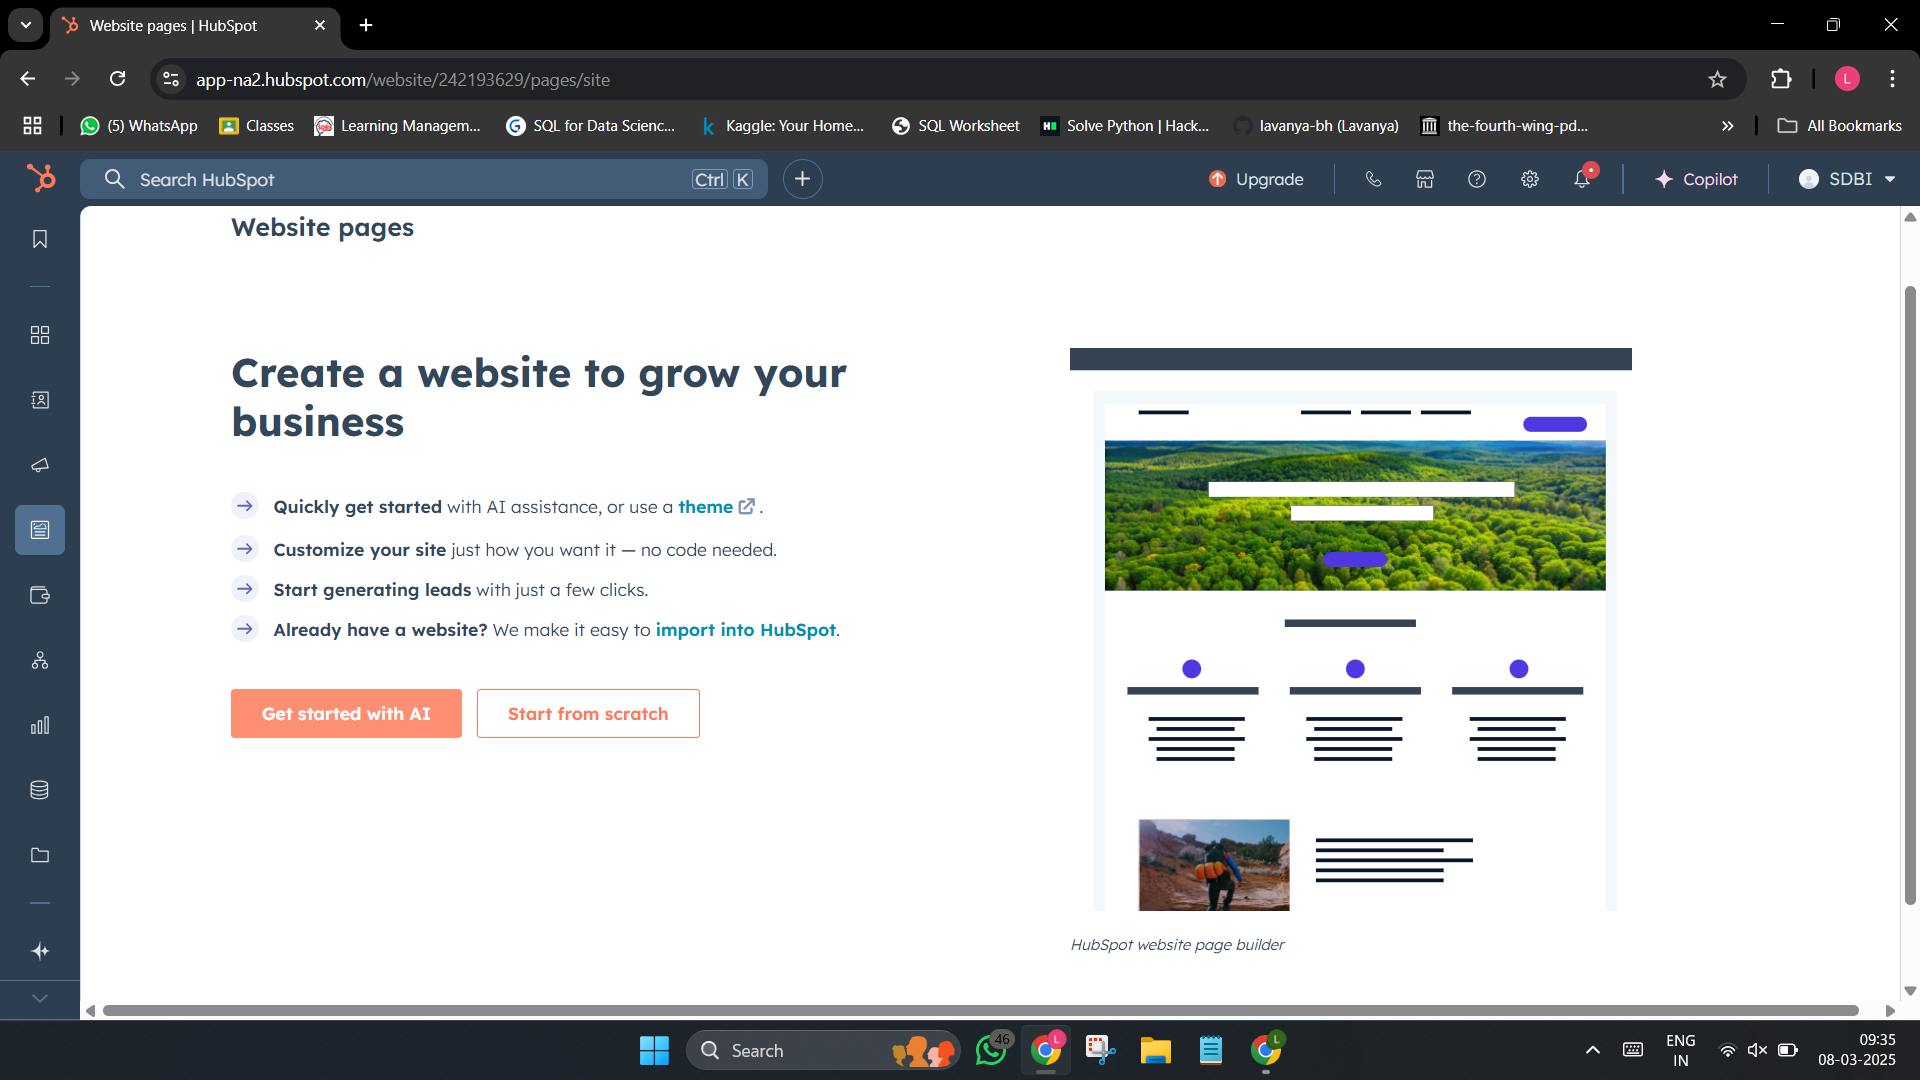 Website pages | HubSpot
app-na2.hubspot.com/website/242193629/pages/site
(5) WhatsApp
Classes
Learning Managem...
SQL for Data Scienc...
Kaggle: Your Home...
SQL Worksheet
Solve Python | Hack...
lavanya-bh (Lavanya)
the-fourth-wing-pd...
All Bookmarks
L
Search HubSpot
Ctrl K
Upgrade
Copilot
SDBI
Website pages
Create a website to grow your
business
Quickly get started with AI assistance, or use a theme .
Customize your site just how you want it — no code needed.
Start generating leads with just a few clicks.
Already have a website? We make it easy to import into HubSpot.
Get started with AI
Start from scratch
HubSpot website page builder
Search
46
L
L
ENG
IN
09:35
08-03-2025